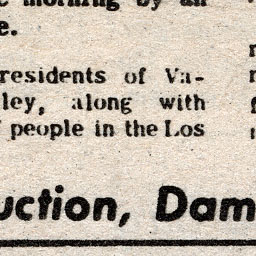 morning by an
e.
residents of Va-
ley, along with
people in the Los
uction, Dam